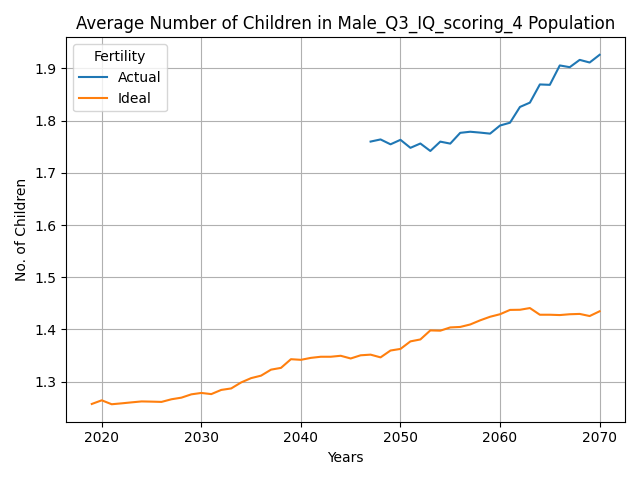 Average Number of Children in Male_Q3_IQ_scoring_4 Population
Fertility
Actual
Ideal
No. of Children
1.9
1.8
1.7
1.6
1.5
1.4
1.3
2020 2030 2040 2050 2060 2070
Years